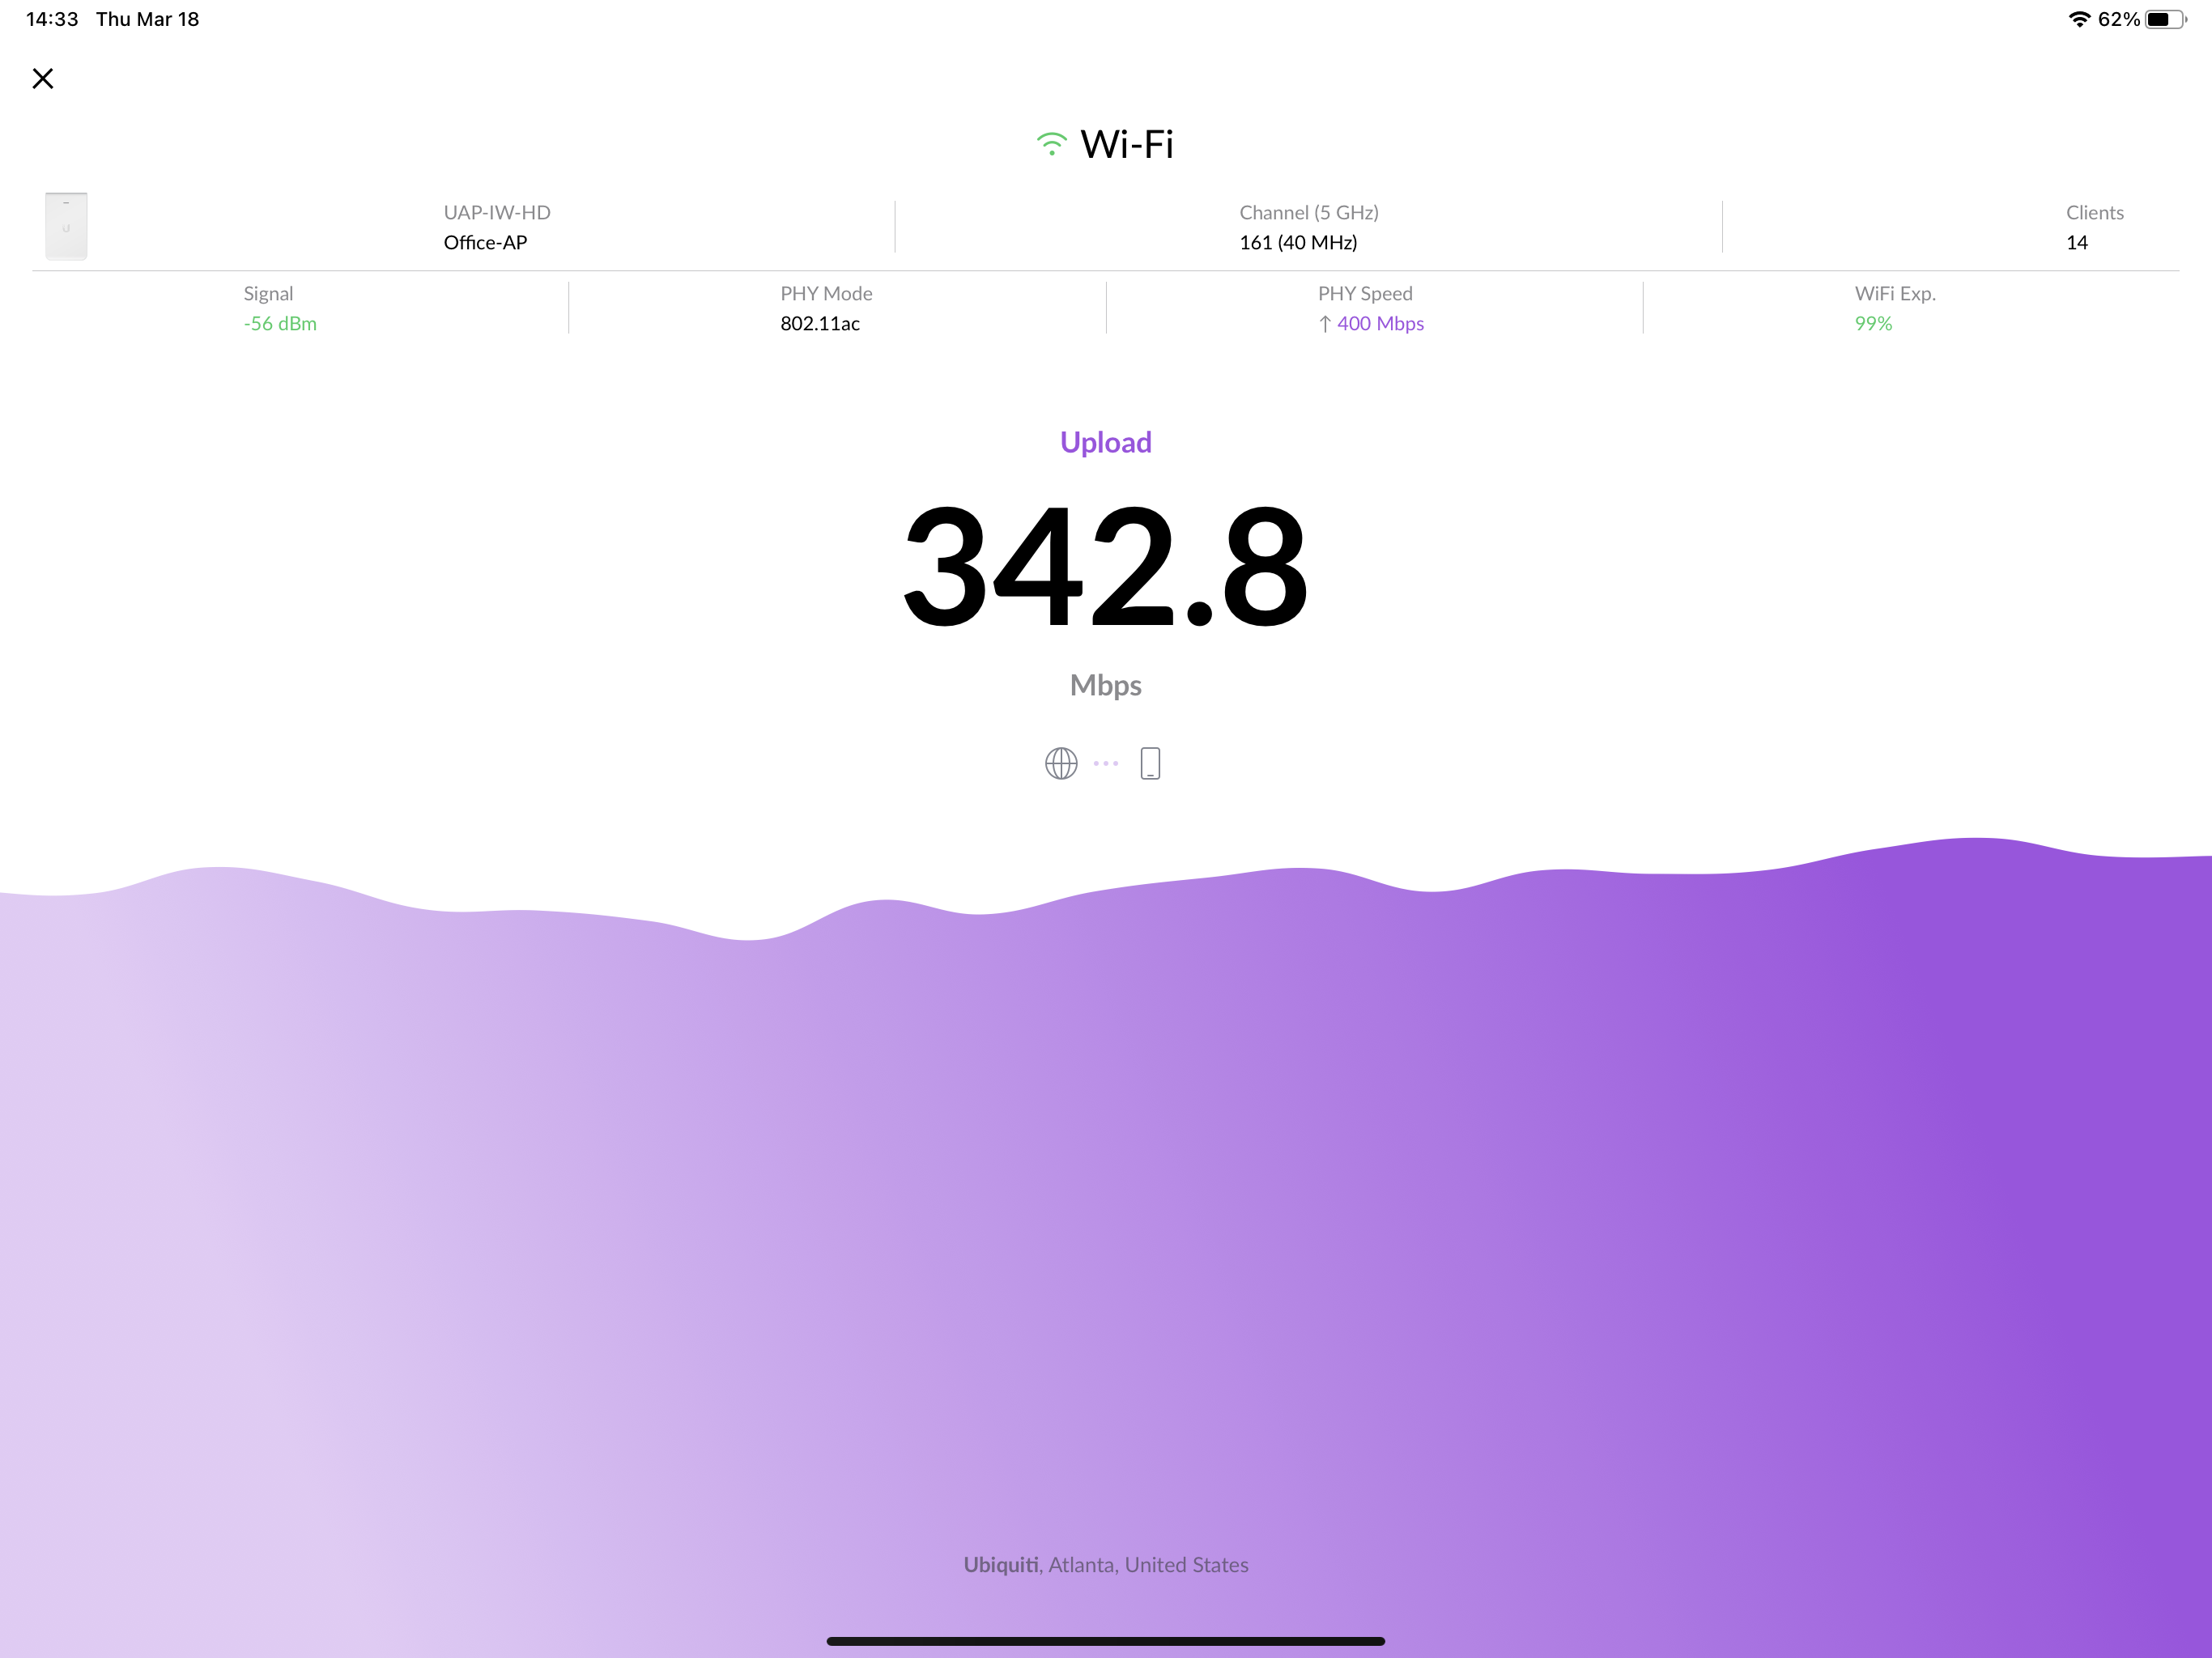 14:33 Thu Mar 18 62%
Wi-Fi
UAP-IW-HD Channel (5 GHz) Clients
Office-AP 161 (40 MHz) 14
Signal PHY Mode PHY Speed WiFi Exp.
-56 dBm 802.11ac ↑ 400 Mbps 99%
Upload
342.8
Mbps
Ubiquiti, Atlanta, United States